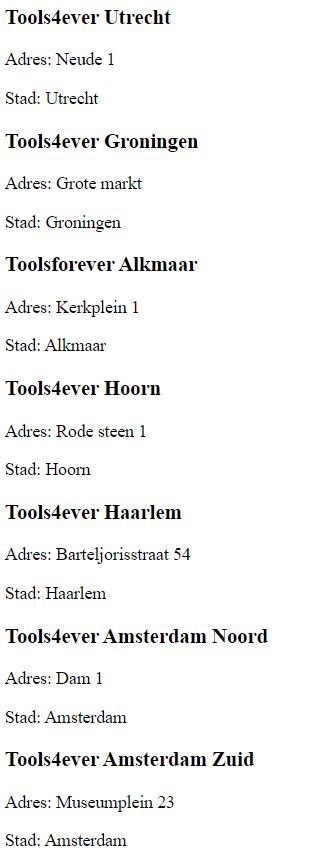 Tools4ever Utrecht
Adres: Neude 1
Stad: Utrecht
Tools4ever Groningen
Adres: Grote markt
Stad: Groningen
Toolsforever Alkmaar
Adres: Kerkplein 1
Stad: Alkmaar
Tools4ever Hoorn
Adres: Rode steen 1
Stad: Hoorn
Tools4ever Haarlem
Adres: Barteljorisstraat 54
Stad: Haarlem
Tools4ever Amsterdam Noord
Adres: Dam 1
Stad: Amsterdam
Tools4ever Amsterdam Zuid
Adres: Museumplein 23
Stad: Amsterdam